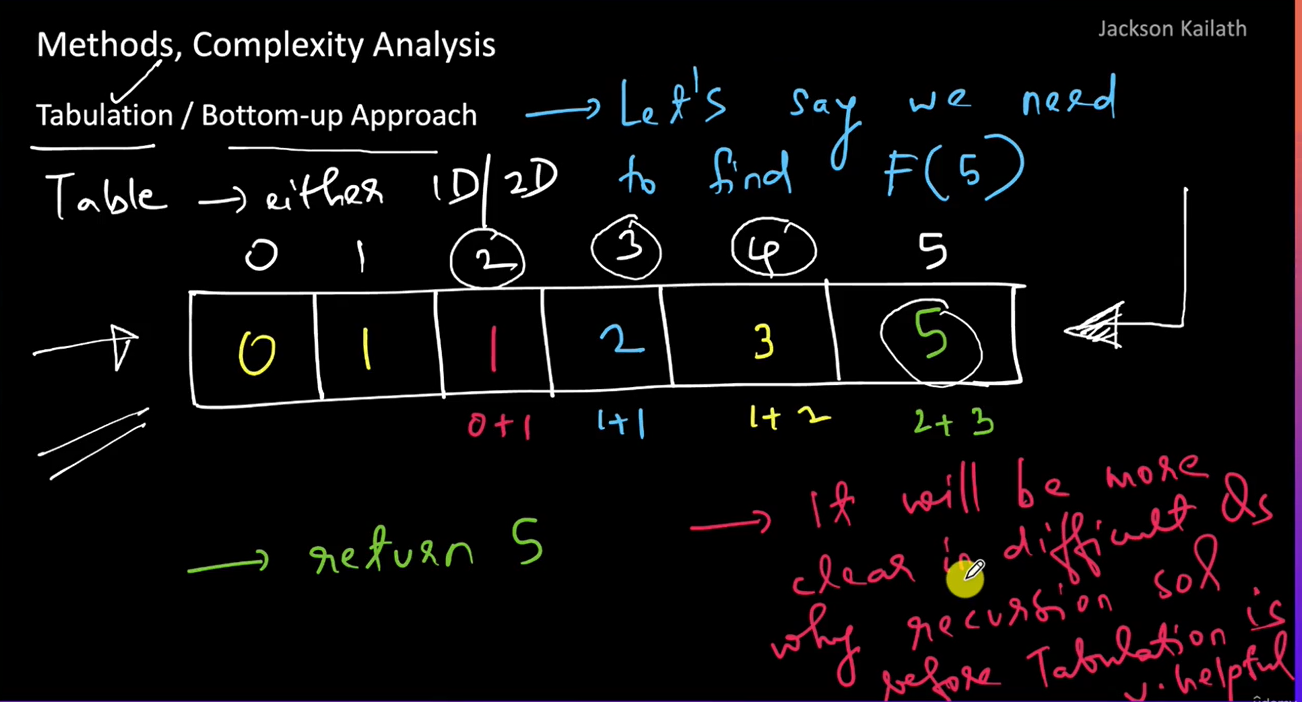 Methods, Complexity Analysis
Jackson Kailath
Tabulation / Bottom-up Approach
→ Let's say we need
to find F(5)
Table → either 1D/2D
0 1 2 3 4 5
0 1 1 2 3 5
0+1 1+1 1+2 2+3
→ return 5
→ It will be more
clear in difficult Qs
why recursion sol
before Tabulation is
v. helpful